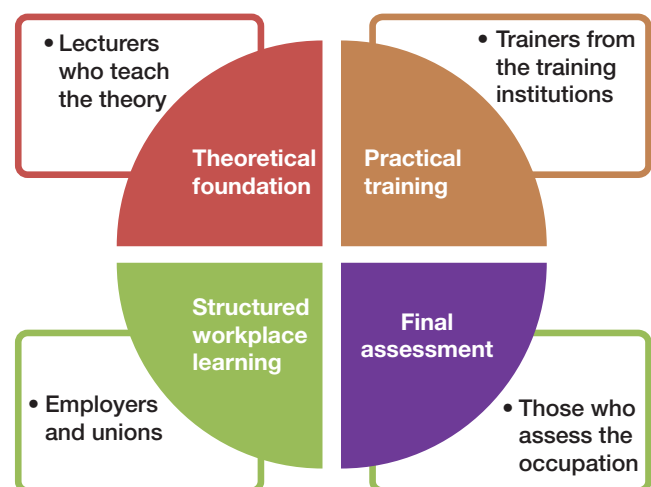 • Lecturers
who teach
the theory
• Trainers from
the training
institutions
Theoretical
foundation
Practical
training
Structured
workplace
learning
Final
assessment
• Employers
and unions
• Those who
assess the
occupation